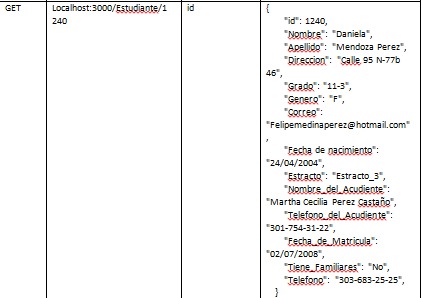 GET
Localhost:3000/Estudiante/1
240
id
{
"id": 1240,
"Nombre": "Daniela",
"Apellido": "Mendoza Perez",
"Direccion": "Calle 95 N-77b
46",
"Grado": "11-3",
"Genero": "F",
"Correo":
"Felipemedinaperez@hotmail.com"
,
"Fecha de nacimiento":
"24/04/2004",
"Estracto": "Estracto_3",
"Nombre_del_Acudiente":
"Martha Cecilia Perez Castaño",
"Telefono_del_Acudiente":
"301-754-31-22",
"Fecha_de_Matricula":
"02/07/2008",
"Tiene_Familiares": "No",
"Telefono": "303-683-25-25",
}